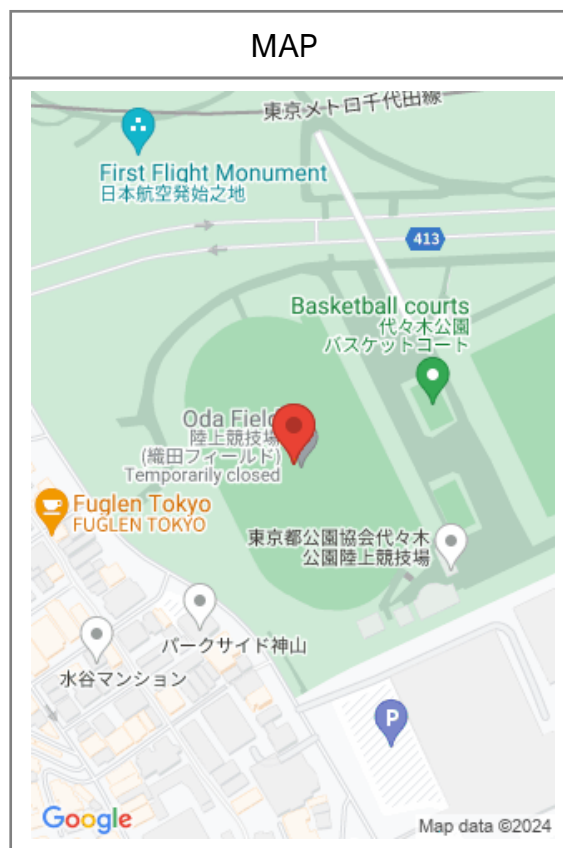 MAP
東京メトロ千代田線
First Flight Monument
日本航空発始之地
413
Basketball courts
代々木公園
バスケットコート
Oda Field
陸上競技場
(織田フィールド)
Temporarily closed
Fuglen Tokyo
FUGLEN TOKYO
東京都公園協会代々木
公園陸上競技場
パークサイド神山
水谷マンション
P
Google
Map data ©2024